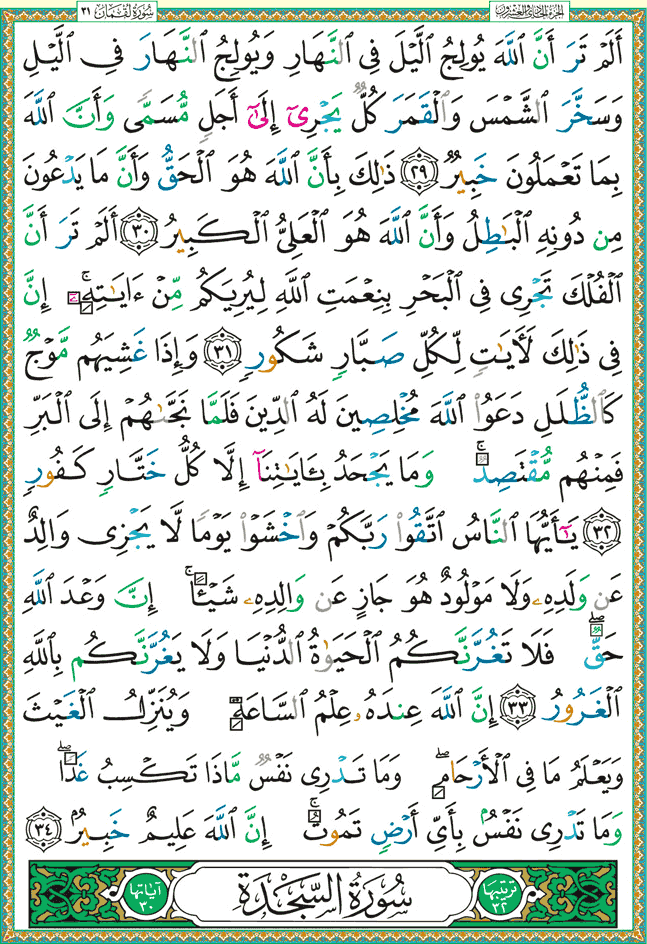 الجزء الحادي والعشرون
سورة لقمان ٣١
أَلَمْ تَرَ أَنَّ ٱللَّهَ يُولِجُ ٱلَّيْلَ فِى ٱلنَّهَارِ وَيُولِجُ ٱلنَّهَارَ فِى ٱلَّيْلِ
وَسَخَّرَ ٱلشَّمْسَ وَٱلْقَمَرَ كُلٌّ يَجْرِىٓ إِلَىٰٓ أَجَلٍ مُّسَمًّى وَأَنَّ ٱللَّهَ
بِمَا تَعْمَلُونَ خَبِيرٌ ٢٩ ذَٰلِكَ بِأَنَّ ٱللَّهَ هُوَ ٱلْحَقُّ وَأَنَّ مَا يَدْعُونَ
مِن دُونِهِ ٱلْبَٰطِلُ وَأَنَّ ٱللَّهَ هُوَ ٱلْعَلِىُّ ٱلْكَبِيرُ ٣٠ أَلَمْ تَرَ أَنَّ
ٱلْفُلْكَ تَجْرِى فِى ٱلْبَحْرِ بِنِعْمَتِ ٱللَّهِ لِيُرِيَكُم مِّنْ ءَايَٰتِهِۦٓ ۚ إِنَّ
فِى ذَٰلِكَ لَءَايَٰتٍ لِّكُلِّ صَبَّارٍ شَكُورٍ ٣١ وَإِذَا غَشِيَهُم مَّوْجٌ
كَٱلظُّلَلِ دَعَوُا۟ ٱللَّهَ مُخْلِصِينَ لَهُ ٱلدِّينَ فَلَمَّا نَجَّىٰهُمْ إِلَى ٱلْبَرِّ
فَمِنْهُم مُّقْتَصِدٌ ۚ وَمَا يَجْحَدُ بِـَٔايَٰتِنَآ إِلَّا كُلُّ خَتَّارٍ كَفُورٍ
٣٢ يَٰٓأَيُّهَا ٱلنَّاسُ ٱتَّقُوا۟ رَبَّكُمْ وَٱخْشَوْا۟ يَوْمًا لَّا يَجْزِى وَالِدٌ
عَن وَلَدِهِۦ وَلَا مَوْلُودٌ هُوَ جَازٍ عَن وَالِدِهِۦ شَيْـًٔا ۚ إِنَّ وَعْدَ ٱللَّهِ
حَقٌّ ۖ فَلَا تَغُرَّنَّكُمُ ٱلْحَيَوٰةُ ٱلدُّنْيَا وَلَا يَغُرَّنَّكُم بِٱللَّهِ
ٱلْغَرُورُ ٣٣ إِنَّ ٱللَّهَ عِندَهُۥ عِلْمُ ٱلسَّاعَةِ وَيُنَزِّلُ ٱلْغَيْثَ
وَيَعْلَمُ مَا فِى ٱلْأَرْحَامِ ۖ وَمَا تَدْرِى نَفْسٌ مَّاذَا تَكْسِبُ غَدًا ۖ
وَمَا تَدْرِى نَفْسٌۢ بِأَىِّ أَرْضٍ تَمُوتُ ۚ إِنَّ ٱللَّهَ عَلِيمٌ خَبِيرٌۢ ٣٤
ترتيبها ٣٢
سُورَةُ السَّجْدَةِ
آياتها ٣٠